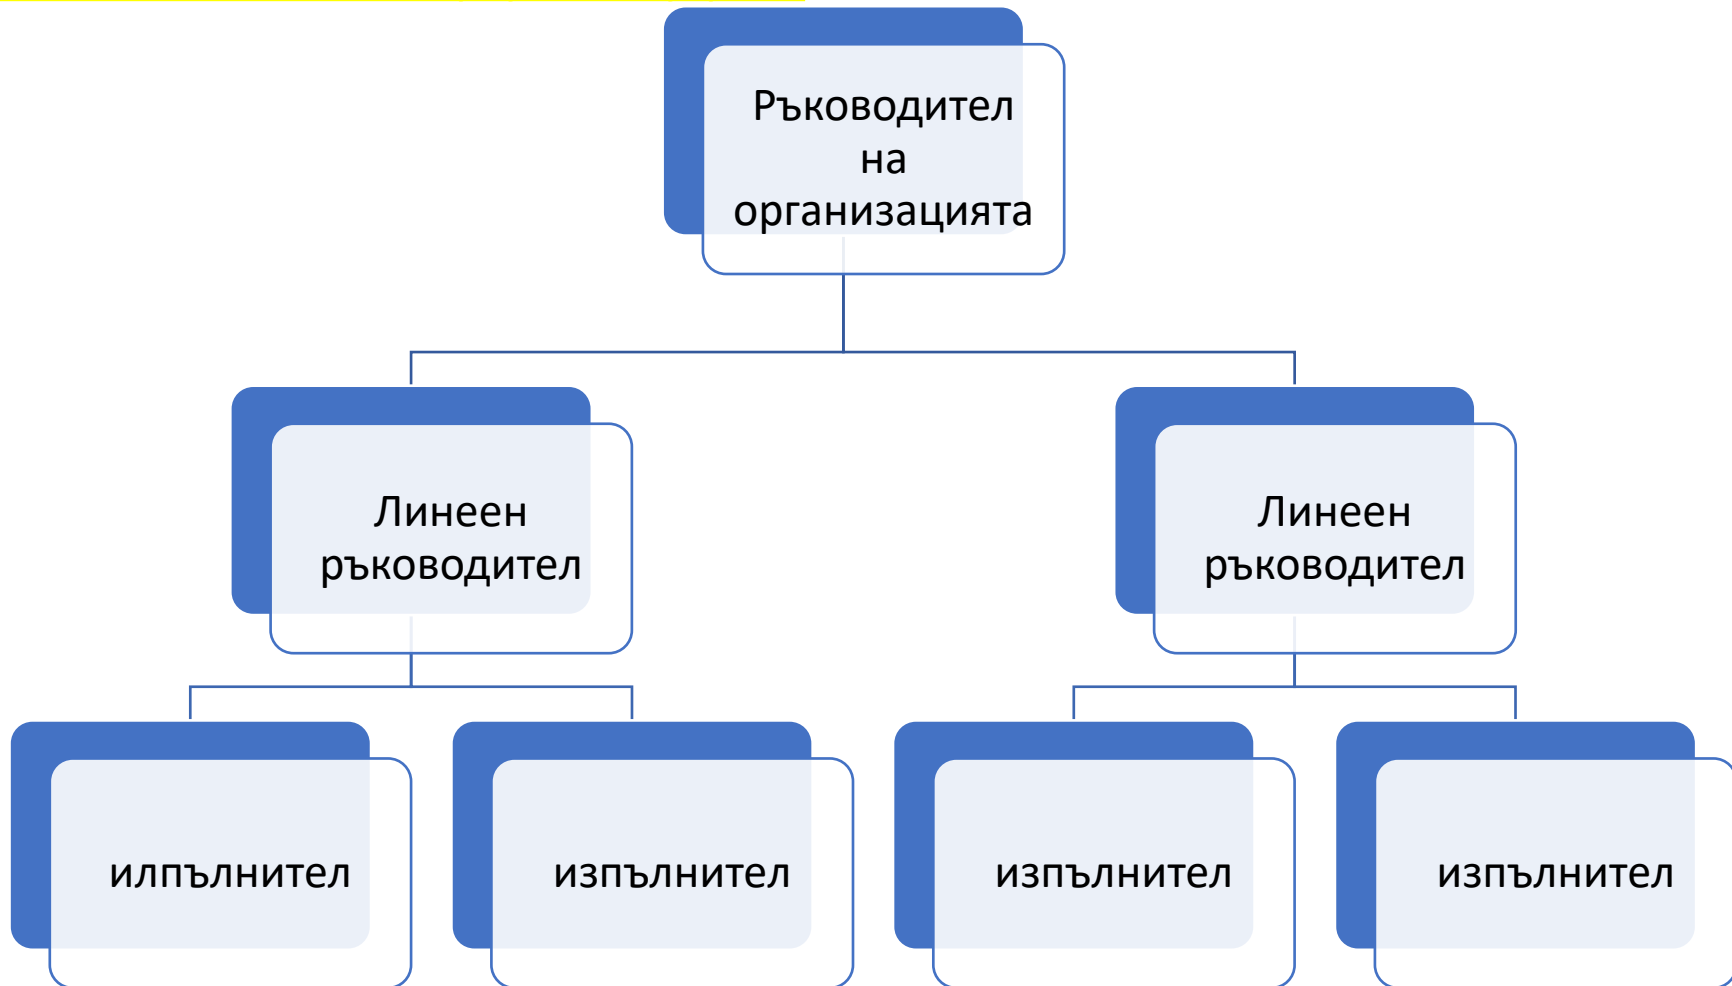 Ръководител
на
организацията
Линеен
ръководител
Линеен
ръководител
илпълнител
изпълнител
изпълнител
изпълнител